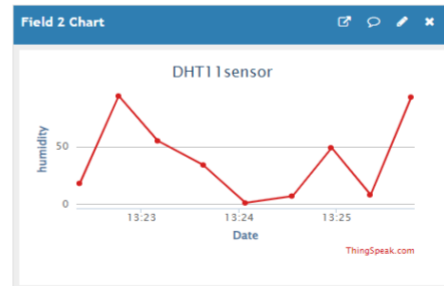 Field 2 Chart
DHT11sensor
humidity
50
0
13:23 13:24 13:25
Date
ThingSpeak.com